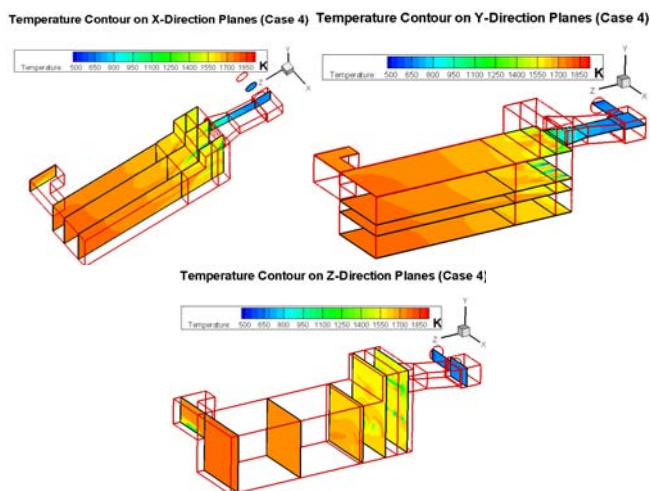 Temperature Contour on X-Direction Planes (Case 4)
Temperature Contour on Y-Direction Planes (Case 4)
Temperature 500 650 800 950 1100 1250 1400 1550 1700 1850 K
Y
Z
X
Temperature 500 650 800 950 1100 1250 1400 1550 1700 1850 K
Y
Z
X
Temperature Contour on Z-Direction Planes (Case 4)
Temperature 500 650 800 950 1100 1250 1400 1550 1700 1850 K
Y
Z
X